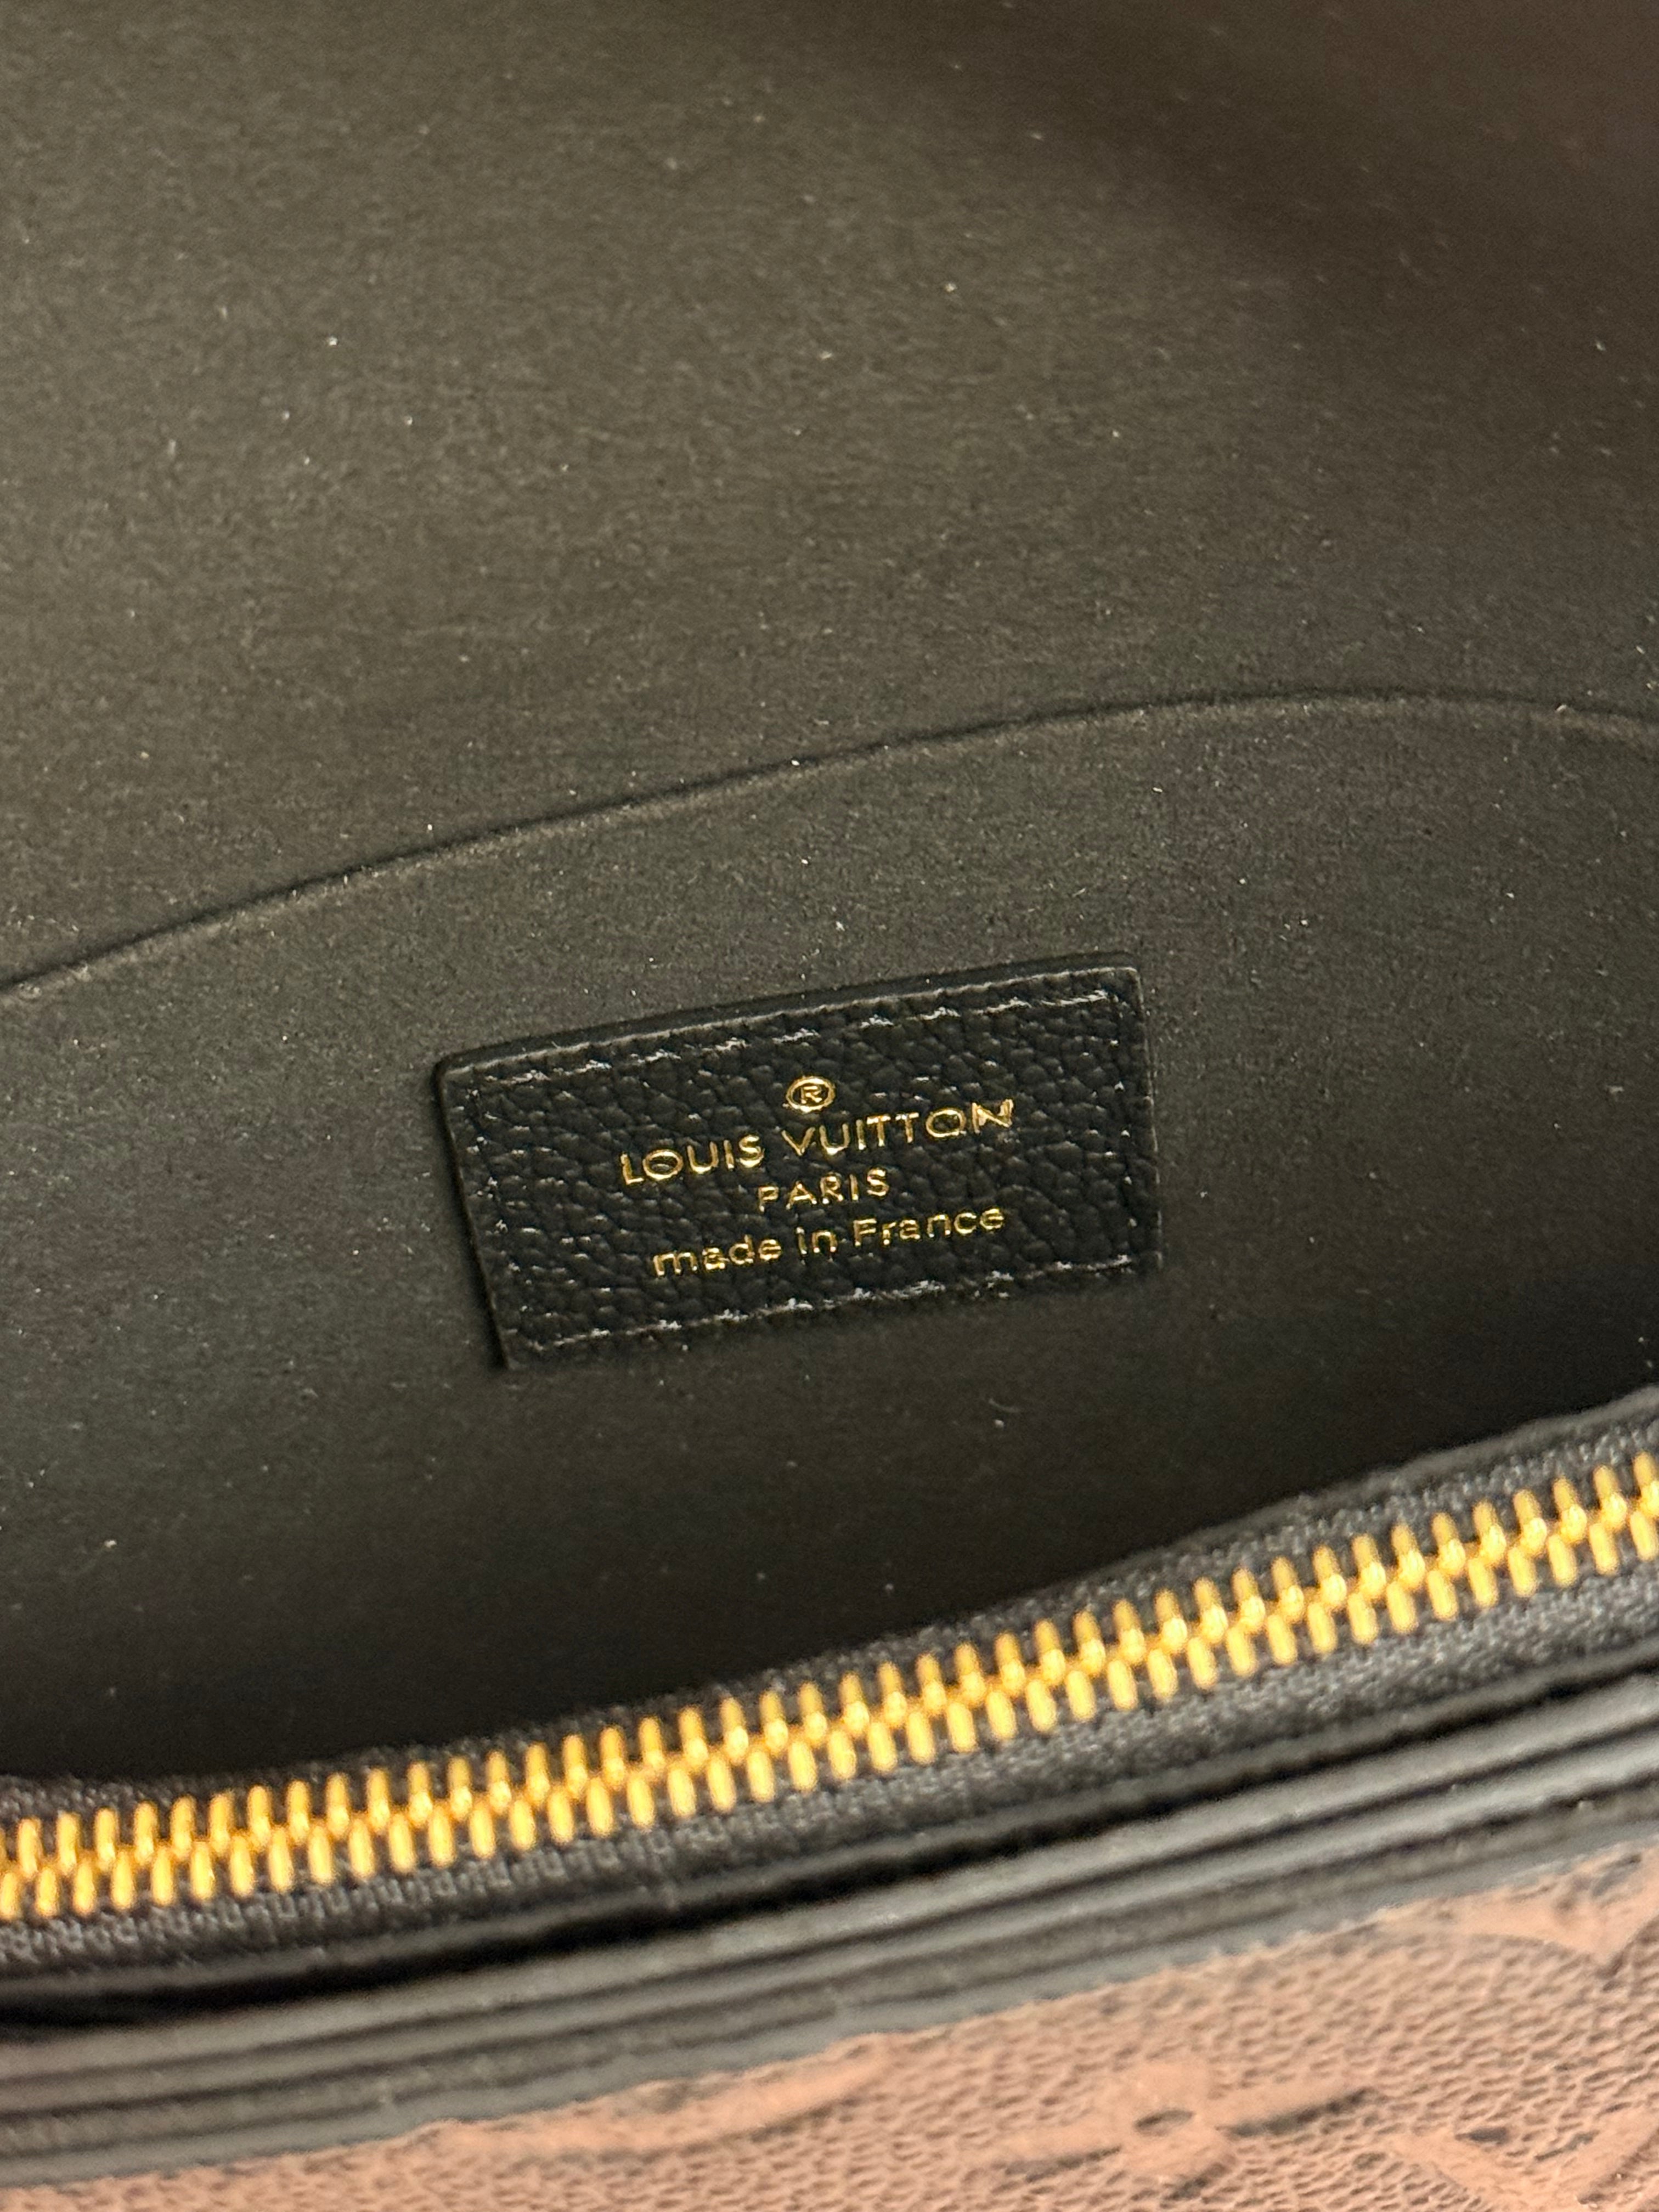 ®
LOUIS VUITTON
PARIS
made in France